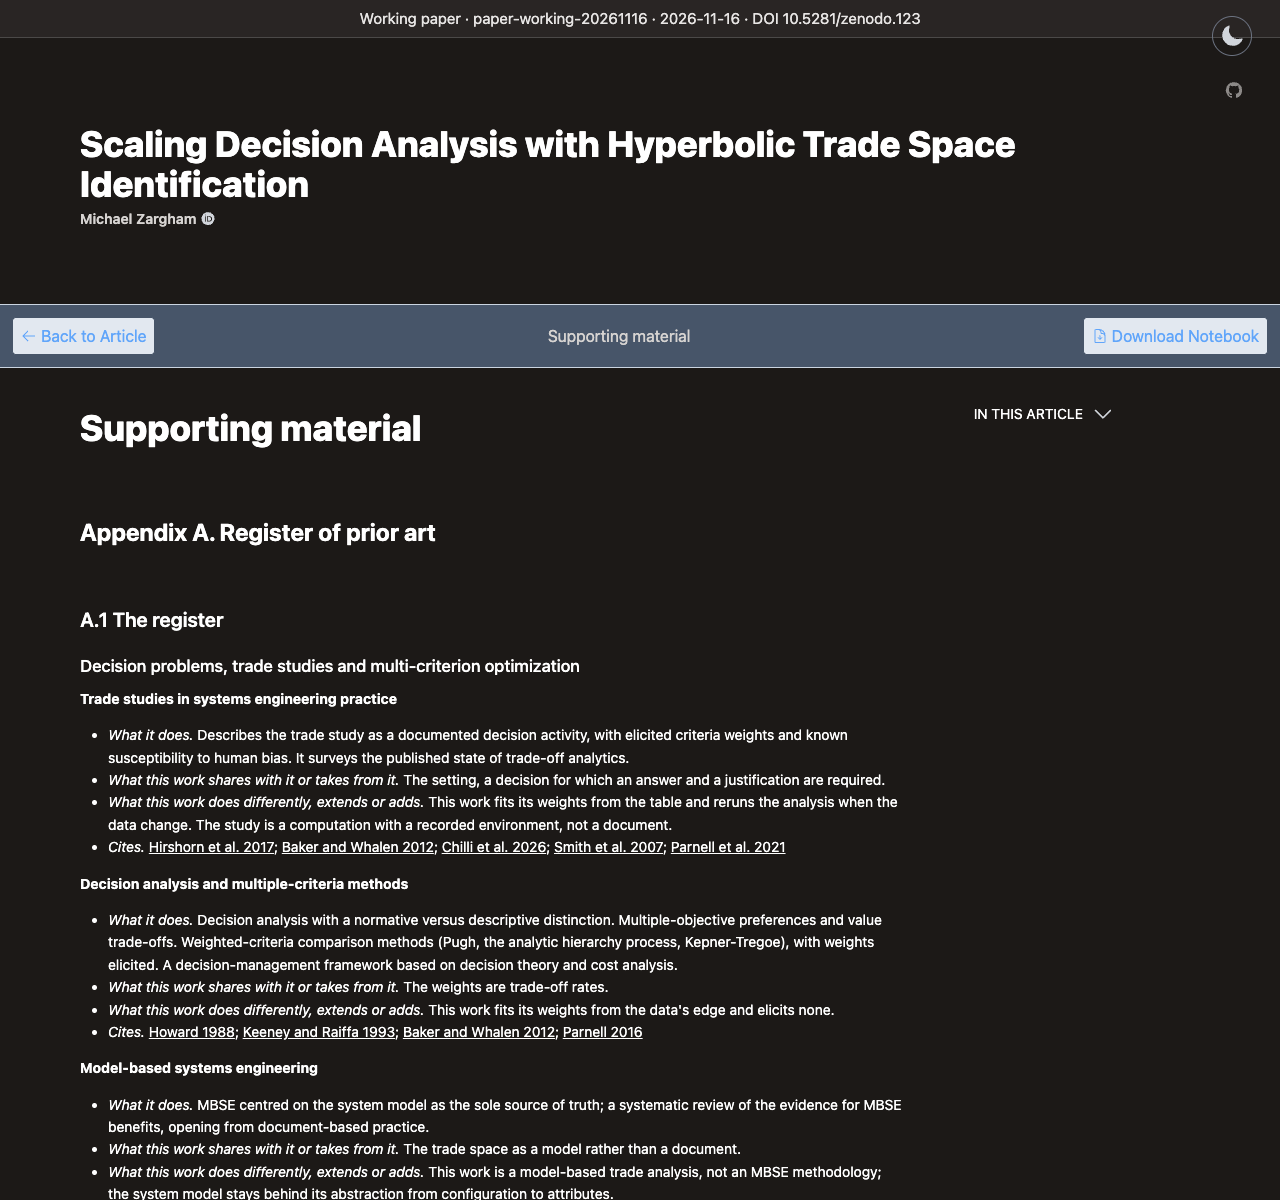 Working paper · paper-working-20261116 · 2026-11-16 · DOI 10.5281/zenodo.123
Scaling Decision Analysis with Hyperbolic Trade Space
Identification
Michael Zargham
Back to Article
Supporting material
Download Notebook
Supporting material
IN THIS ARTICLE
Appendix A. Register of prior art
A.1 The register
Decision problems, trade studies and multi-criterion optimization
Trade studies in systems engineering practice
• What it does. Describes the trade study as a documented decision activity, with elicited criteria weights and known
susceptibility to human bias. It surveys the published state of trade-off analytics.
• What this work shares with it or takes from it. The setting, a decision for which an answer and a justification are required.
• What this work does differently, extends or adds. This work fits its weights from the table and reruns the analysis when the
data change. The study is a computation with a recorded environment, not a document.
• Cites. Hirshorn et al. 2017; Baker and Whalen 2012; Chilli et al. 2026; Smith et al. 2007; Parnell et al. 2021
Decision analysis and multiple-criteria methods
• What it does. Decision analysis with a normative versus descriptive distinction. Multiple-objective preferences and value
trade-offs. Weighted-criteria comparison methods (Pugh, the analytic hierarchy process, Kepner-Tregoe), with weights
elicited. A decision-management framework based on decision theory and cost analysis.
• What this work shares with it or takes from it. The weights are trade-off rates.
• What this work does differently, extends or adds. This work fits its weights from the data's edge and elicits none.
• Cites. Howard 1988; Keeney and Raiffa 1993; Baker and Whalen 2012; Parnell 2016
Model-based systems engineering
• What it does. MBSE centred on the system model as the sole source of truth; a systematic review of the evidence for MBSE
benefits, opening from document-based practice.
• What this work shares with it or takes from it. The trade space as a model rather than a document.
• What this work does differently, extends or adds. This work is a model-based trade analysis, not an MBSE methodology;
the system model stays behind its abstraction from configuration to attributes.